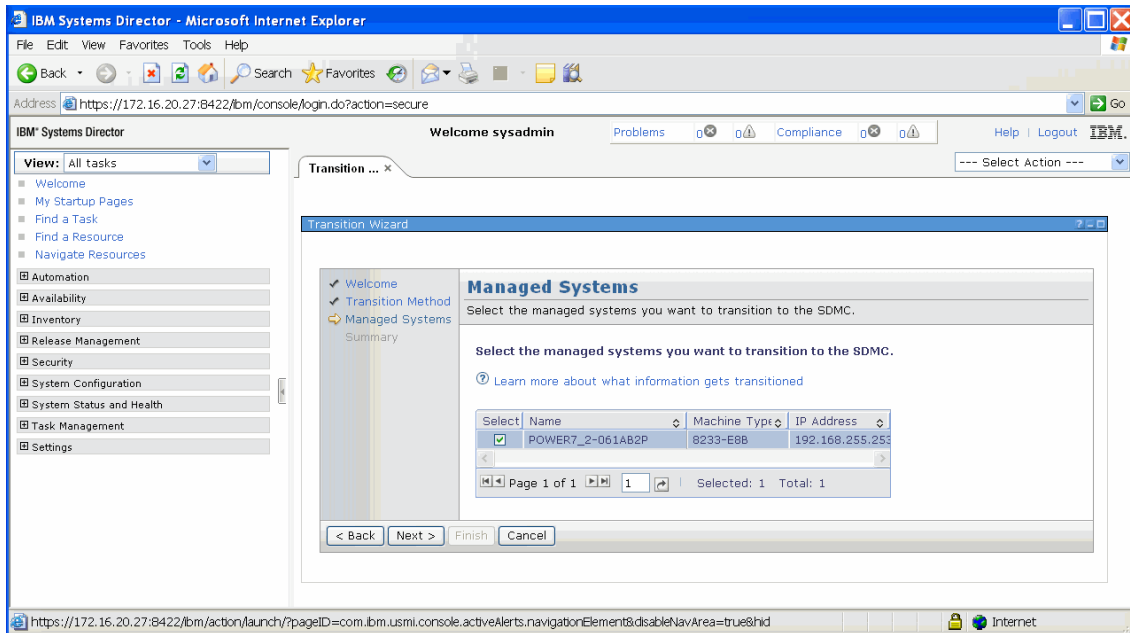 IBM Systems Director - Microsoft Internet Explorer
File Edit View Favorites Tools Help
Back Search Favorites
Address https://172.16.20.27:8422/ibm/console/login.do?action=secure Go
IBM® Systems Director Welcome sysadmin Problems 0 0 Compliance 0 0 Help | Logout IBM.
View: All tasks
Transition ... × --- Select Action ---
Welcome
My Startup Pages
Find a Task
Find a Resource
Navigate Resources
Automation
Availability
Inventory
Release Management
Security
System Configuration
System Status and Health
Task Management
Settings
Transition Wizard
Welcome
Transition Method
Managed Systems
Summary
Managed Systems
Select the managed systems you want to transition to the SDMC.
Select the managed systems you want to transition to the SDMC.
Learn more about what information gets transitioned
Select Name Machine Type IP Address
POWER7_2-061AB2P 8233-E8B 192.168.255.253
Page 1 of 1 1 Selected: 1 Total: 1
< Back Next > Finish Cancel
https://172.16.20.27:8422/ibm/action/launch/?pageID=com.ibm.usmi.console.activeAlerts.navigationElement&disableNavArea=true&hid Internet